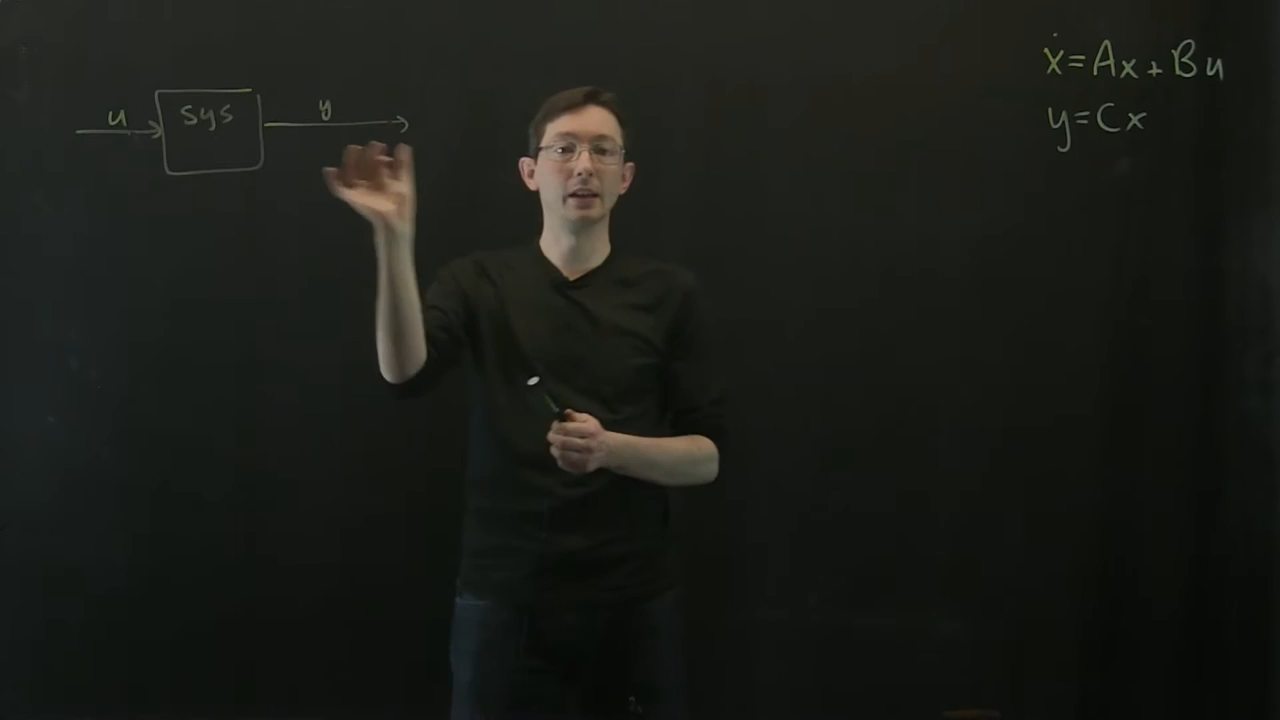 u sys y
ẋ=Ax+Bu
y=Cx